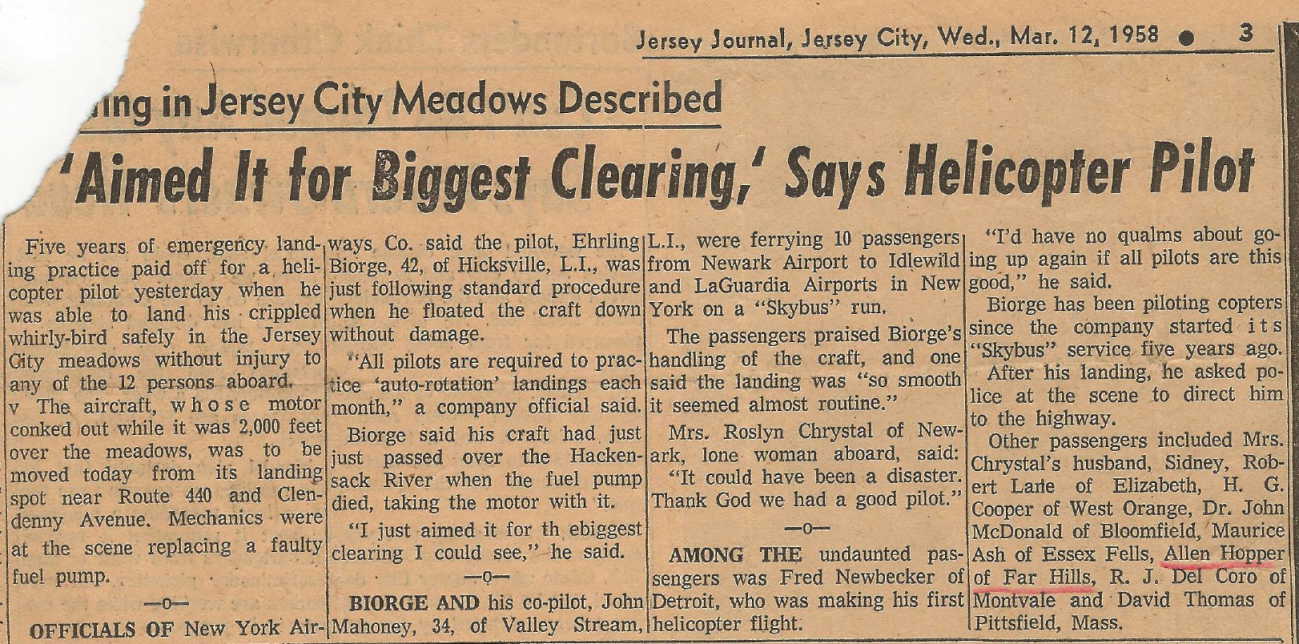 Jersey Journal, Jersey City, Wed., Mar. 12, 1958 ● 3
in Jersey City Meadows Described
'Aimed It for Biggest Clearing,' Says Helicopter Pilot
Five years of emergency land-
ing practice paid off for a heli-
copter pilot yesterday when he
was able to land his crippled
whirly-bird safely in the Jersey
City meadows without injury to
any of the 12 persons aboard.
v The aircraft, whose motor
conked out while it was 2,000 feet
over the meadows, was to be
moved today from its landing
spot near Route 440 and Clen-
denny Avenue. Mechanics were
at the scene replacing a faulty
fuel pump.
—o—
OFFICIALS OF New York Air-
ways Co. said the pilot, Ehrling
Biorge, 42, of Hicksville, L.I., was
just following standard procedure
when he floated the craft down
without damage.
"All pilots are required to prac-
tice 'auto-rotation' landings each
month," a company official said.
Biorge said his craft had just
just passed over the Hacken-
sack River when the fuel pump
died, taking the motor with it.
"I just aimed it for th ebiggest
clearing I could see," he said.
—o—
BIORGE AND his co-pilot, John
Mahoney, 34, of Valley Stream,
L.I., were ferrying 10 passengers
from Newark Airport to Idlewild
and LaGuardia Airports in New
York on a "Skybus" run.
The passengers praised Biorge's
handling of the craft, and one
said the landing was "so smooth
it seemed almost routine."
Mrs. Roslyn Chrystal of New-
ark, lone woman aboard, said:
"It could have been a disaster.
Thank God we had a good pilot."
—o—
AMONG THE undaunted pas-
sengers was Fred Newbecker of
Detroit, who was making his first
helicopter flight.
"I'd have no qualms about go-
ing up again if all pilots are this
good," he said.
Biorge has been piloting copters
since the company started its
"Skybus" service five years ago.
After his landing, he asked po-
lice at the scene to direct him
to the highway.
Other passengers included Mrs.
Chrystal's husband, Sidney, Rob-
ert Larie of Elizabeth, H. G.
Cooper of West Orange, Dr. John
McDonald of Bloomfield, Maurice
Ash of Essex Fells, Allen Hopper
of Far Hills, R. J. Del Coro of
Montvale and David Thomas of
Pittsfield, Mass.